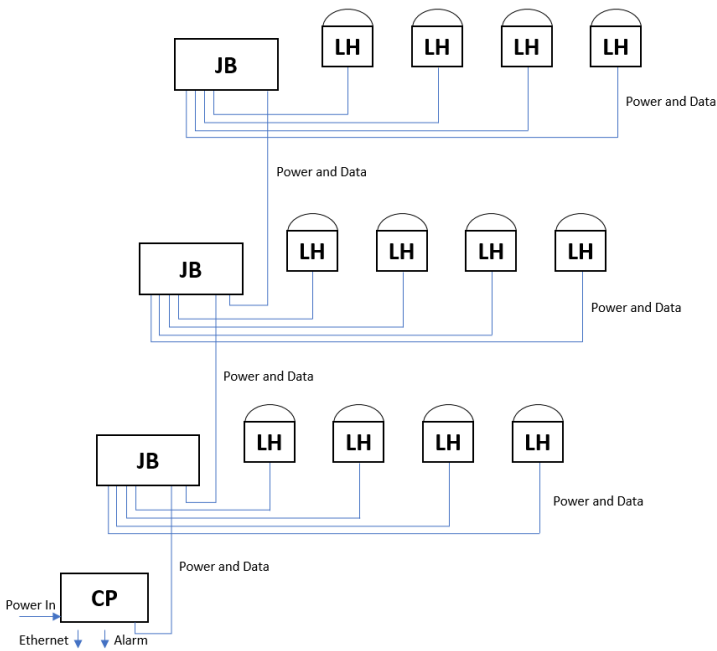 LH LH LH LH
JB
Power and Data
Power and Data
LH LH LH LH
JB
Power and Data
Power and Data
LH LH LH LH
JB
Power and Data
Power and Data
CP
Power In
Ethernet Alarm